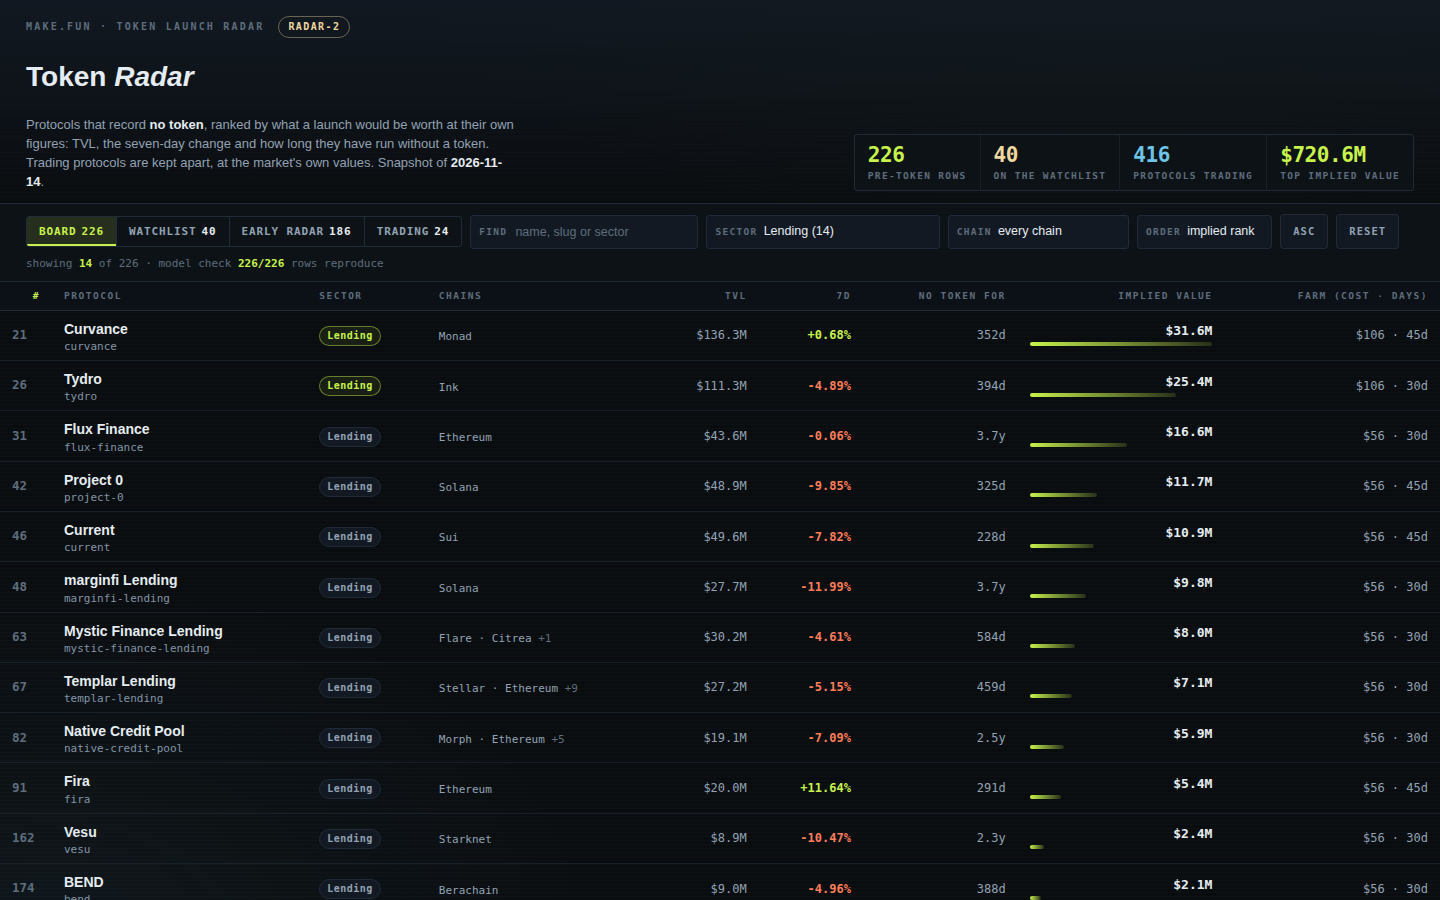 MAKE.FUN · TOKEN LAUNCH RADAR RADAR-2
Token Radar
Protocols that record no token, ranked by what a launch would be worth at their own
figures: TVL, the seven-day change and how long they have run without a token.
Trading protocols are kept apart, at the market's own values. Snapshot of 2026-11-
14.
226 40 416 $720.6M
PRE-TOKEN ROWS ON THE WATCHLIST PROTOCOLS TRADING TOP IMPLIED VALUE
BOARD 226 WATCHLIST 40 EARLY RADAR 186 TRADING 24 FIND name, slug or sector SECTOR Lending (14) CHAIN every chain ORDER implied rank ASC RESET
showing 14 of 226 · model check 226/226 rows reproduce
# PROTOCOL SECTOR CHAINS TVL 7D NO TOKEN FOR IMPLIED VALUE FARM (COST · DAYS)
21 Curvance Lending Monad $136.3M +0.68% 352d $31.6M $106 · 45d
curvance
26 Tydro Lending Ink $111.3M -4.89% 394d $25.4M $106 · 30d
tydro
31 Flux Finance Lending Ethereum $43.6M -0.06% 3.7y $16.6M $56 · 30d
flux-finance
42 Project 0 Lending Solana $48.9M -9.85% 325d $11.7M $56 · 45d
project-0
46 Current Lending Sui $49.6M -7.82% 228d $10.9M $56 · 45d
current
48 marginfi Lending Lending Solana $27.7M -11.99% 3.7y $9.8M $56 · 30d
marginfi-lending
63 Mystic Finance Lending Lending Flare · Citrea +1 $30.2M -4.61% 584d $8.0M $56 · 30d
mystic-finance-lending
67 Templar Lending Lending Stellar · Ethereum +9 $27.2M -5.15% 459d $7.1M $56 · 30d
templar-lending
82 Native Credit Pool Lending Morph · Ethereum +5 $19.1M -7.09% 2.5y $5.9M $56 · 30d
native-credit-pool
91 Fira Lending Ethereum $20.0M +11.64% 291d $5.4M $56 · 45d
fira
162 Vesu Lending Starknet $8.9M -10.47% 2.3y $2.4M $56 · 30d
vesu
174 BEND Lending Berachain $9.0M -4.96% 388d $2.1M $56 · 30d
bend